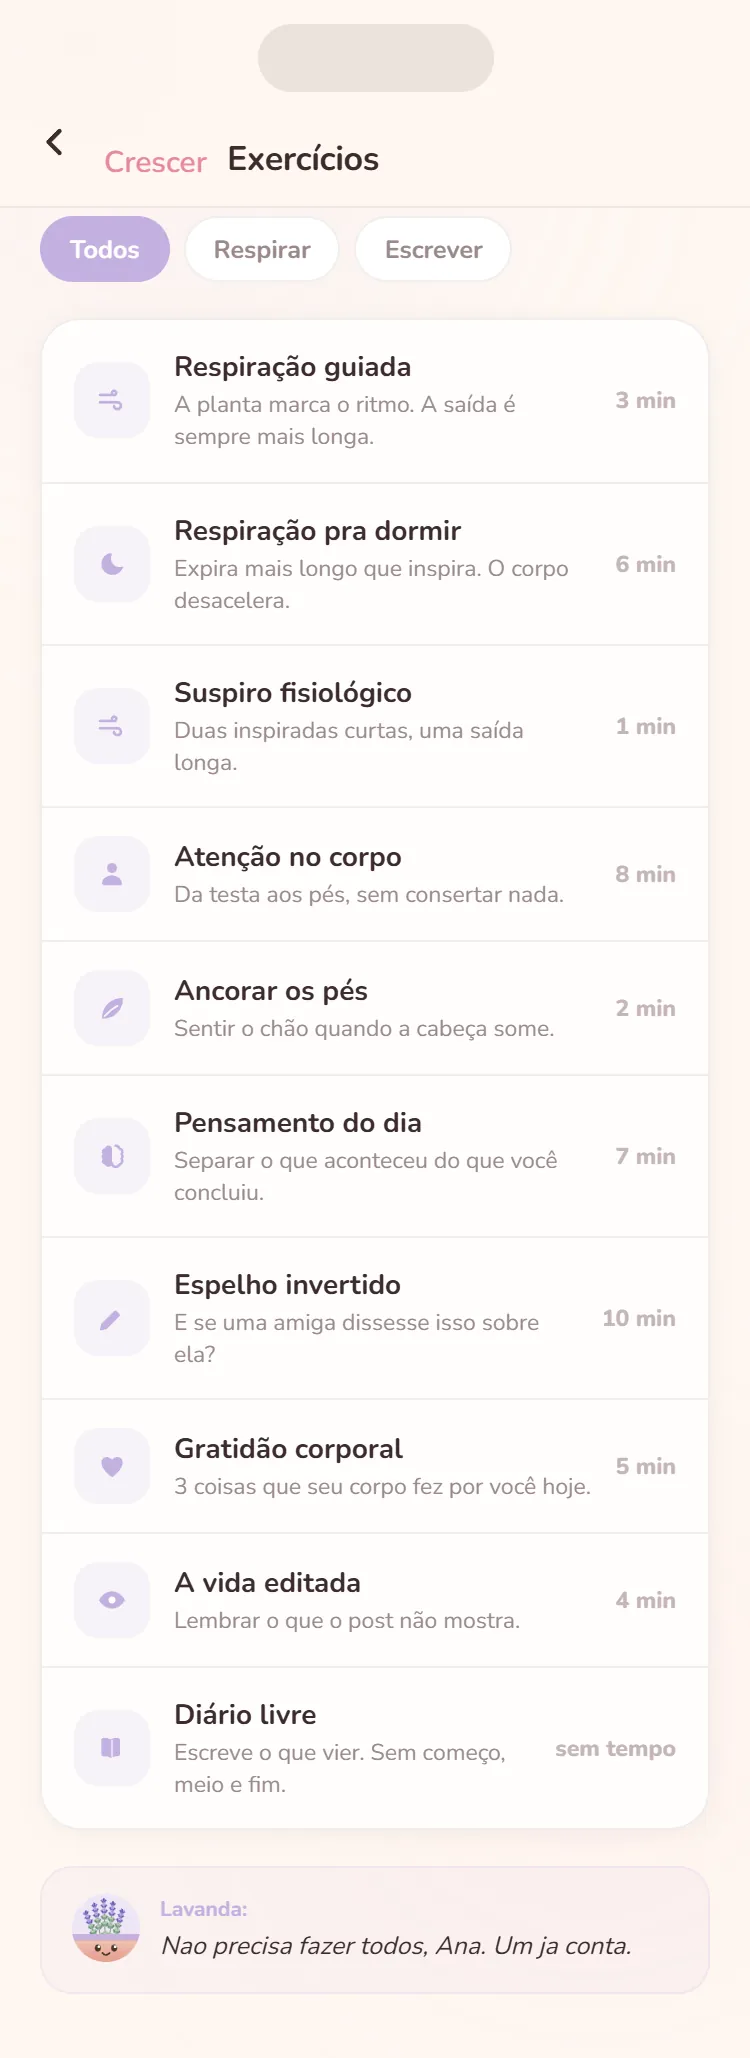 Crescer Exercícios
Todos Respirar Escrever
Respiração guiada
A planta marca o ritmo. A saída é
sempre mais longa.
3 min
Respiração pra dormir
Expira mais longo que inspira. O corpo
desacelera.
6 min
Suspiro fisiológico
Duas inspiradas curtas, uma saída
longa.
1 min
Atenção no corpo
Da testa aos pés, sem consertar nada.
8 min
Ancorar os pés
Sentir o chão quando a cabeça some.
2 min
Pensamento do dia
Separar o que aconteceu do que você
concluiu.
7 min
Espelho invertido
E se uma amiga dissesse isso sobre
ela?
10 min
Gratidão corporal
3 coisas que seu corpo fez por você hoje.
5 min
A vida editada
Lembrar o que o post não mostra.
4 min
Diário livre
Escreve o que vier. Sem começo,
meio e fim.
sem tempo
Lavanda:
Nao precisa fazer todos, Ana. Um ja conta.